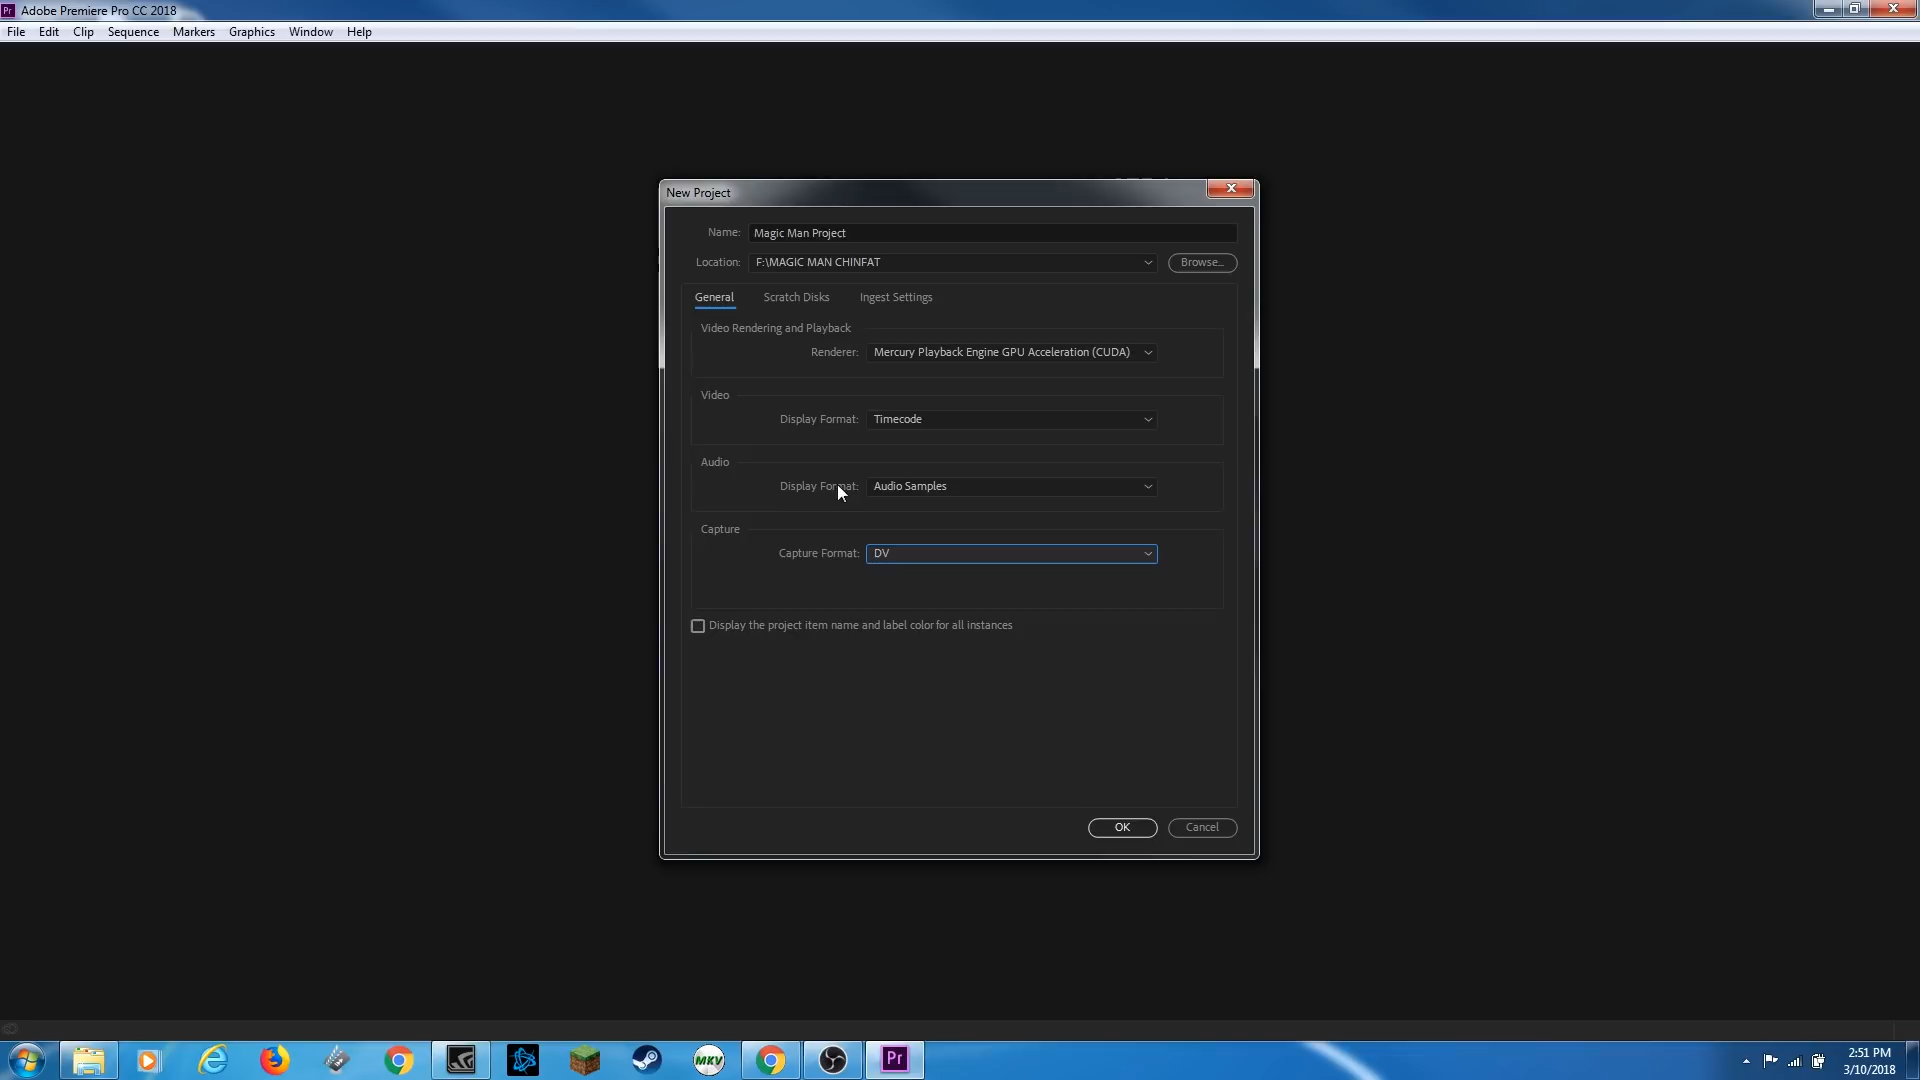 Pr Adobe Premiere Pro CC 2018
File Edit Clip Sequence Markers Graphics Window Help
New Project
Name: Magic Man Project
Location: F:\MAGIC MAN CHINFAT Browse...
General Scratch Disks Ingest Settings
Video Rendering and Playback
Renderer: Mercury Playback Engine GPU Acceleration (CUDA)
Video
Display Format: Timecode
Audio
Display Format: Audio Samples
Capture
Capture Format: DV
Display the project item name and label color for all instances
OK Cancel
MKV Pr
2:51 PM
3/10/2018